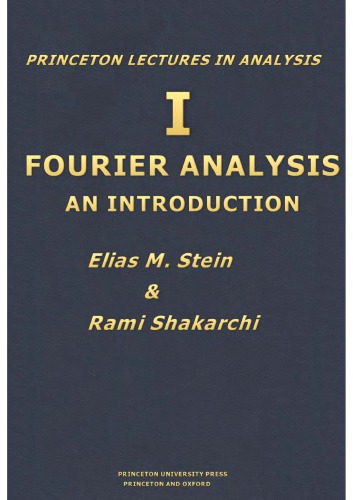 PRINCETON LECTURES IN ANALYSIS
I
FOURIER ANALYSIS
AN INTRODUCTION
Elias M. Stein
&
Rami Shakarchi
PRINCETON UNIVERSITY PRESS
PRINCETON AND OXFORD